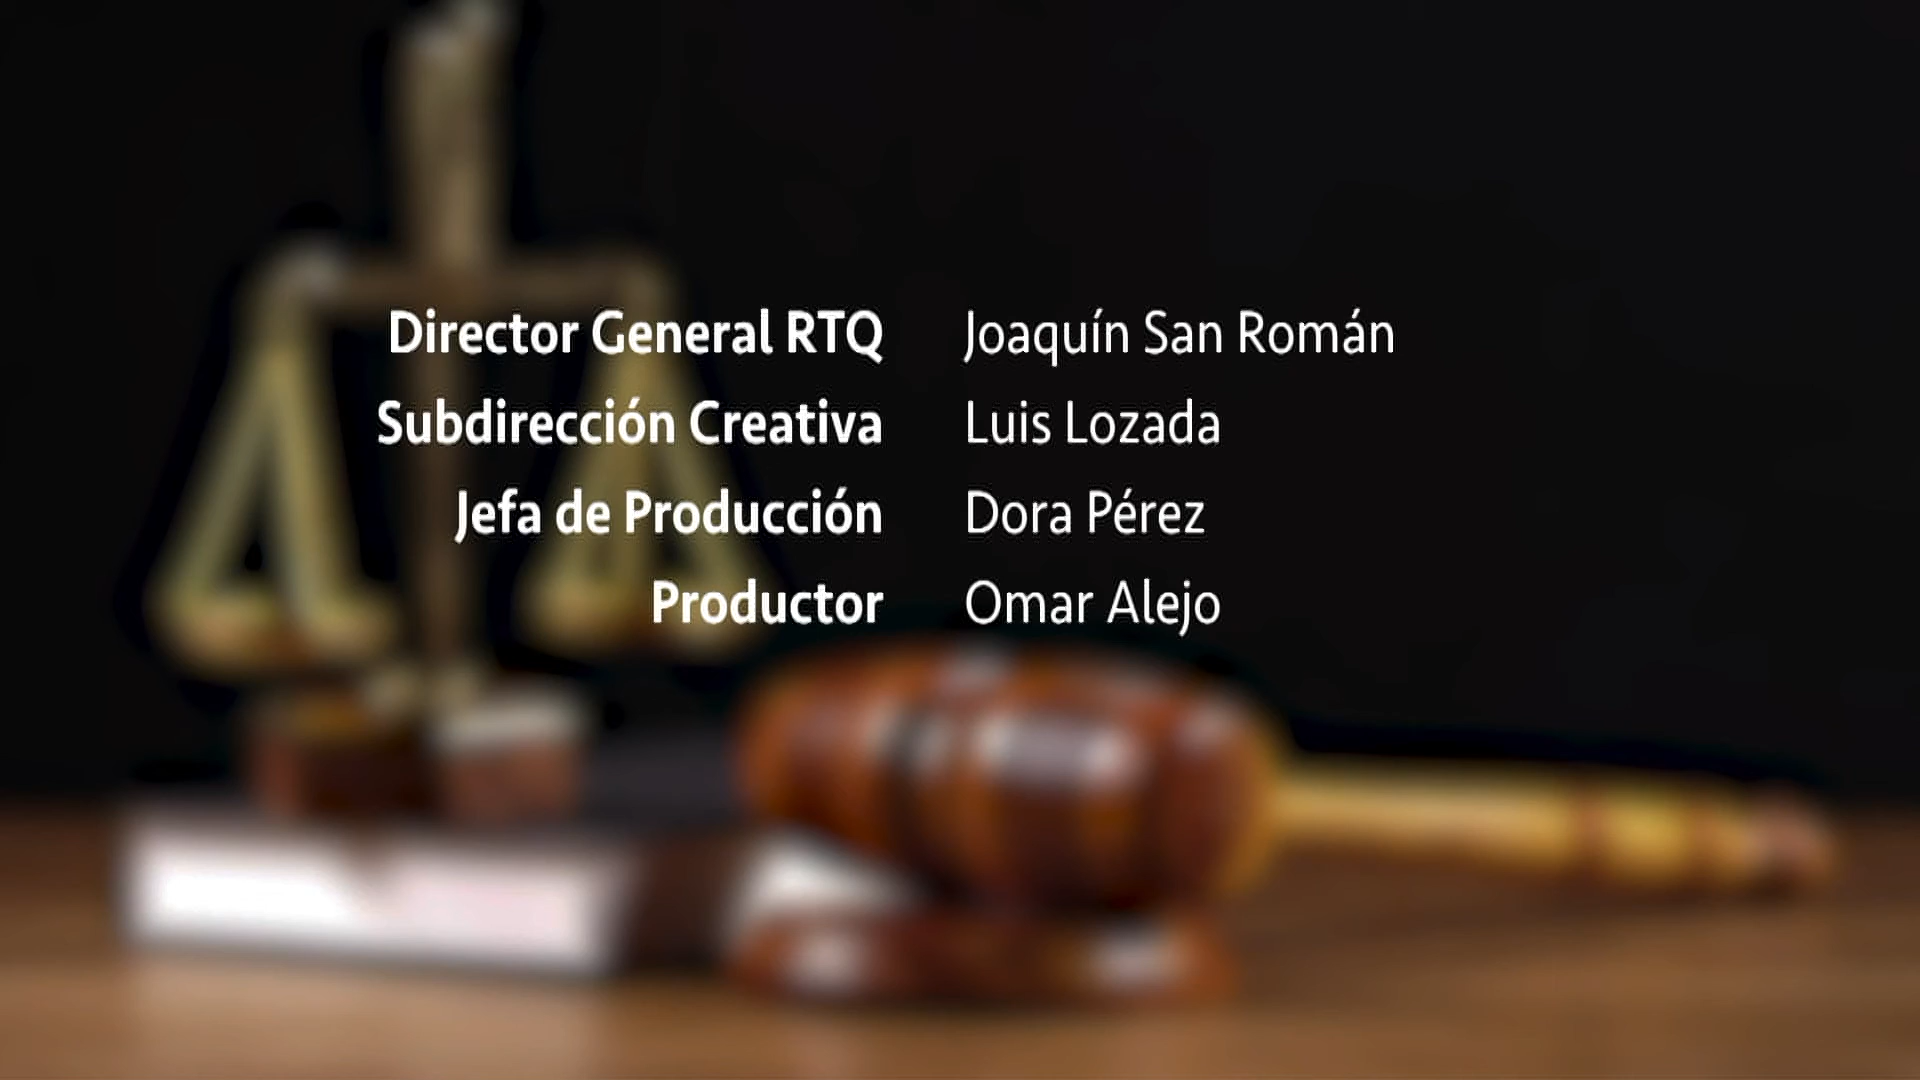 Director General RTQ Joaquín San Román
Subdirección Creativa Luis Lozada
Jefa de Producción Dora Pérez
Productor Omar Alejo